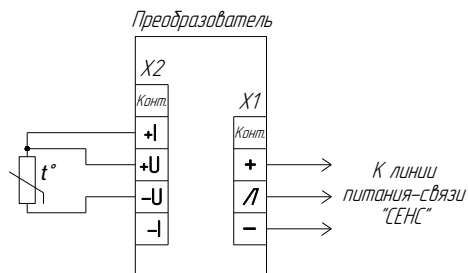 Преобразователь
X2
Конт.
+I
+U
-U
-I
t°
X1
Конт.
+
Л
-
К линии
питания-связи
"СЕНС"